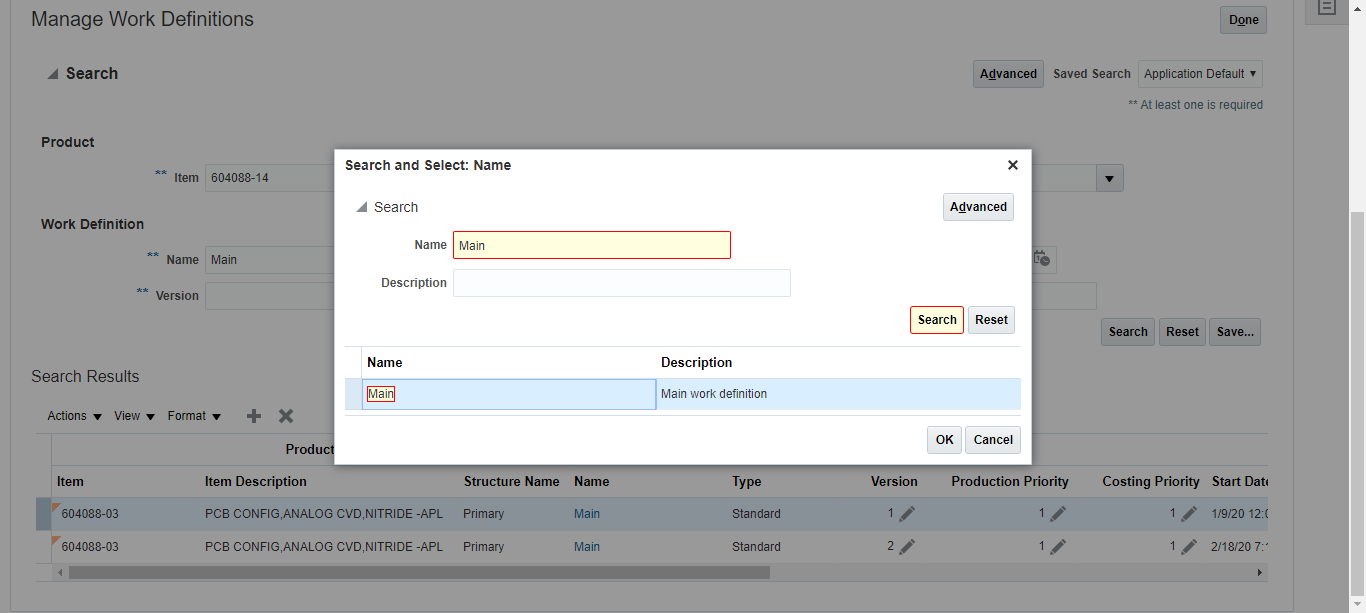 Manage Work Definitions
Done
Search
Advanced Saved Search Application Default
** At least one is required
Product
** Item 604088-14
Work Definition
** Name Main
** Version
Search Reset Save...
Search and Select: Name
Search
Advanced
Name Main
Description
Search Reset
Name Description
Main Main work definition
OK Cancel
Search Results
Actions View Format
Product
Item Item Description Structure Name Name Type Version Production Priority Costing Priority Start Date
604088-03 PCB CONFIG,ANALOG CVD,NITRIDE -APL Primary Main Standard 1 1 1 1/9/20 12:0
604088-03 PCB CONFIG,ANALOG CVD,NITRIDE -APL Primary Main Standard 2 1 1 2/18/20 7:1